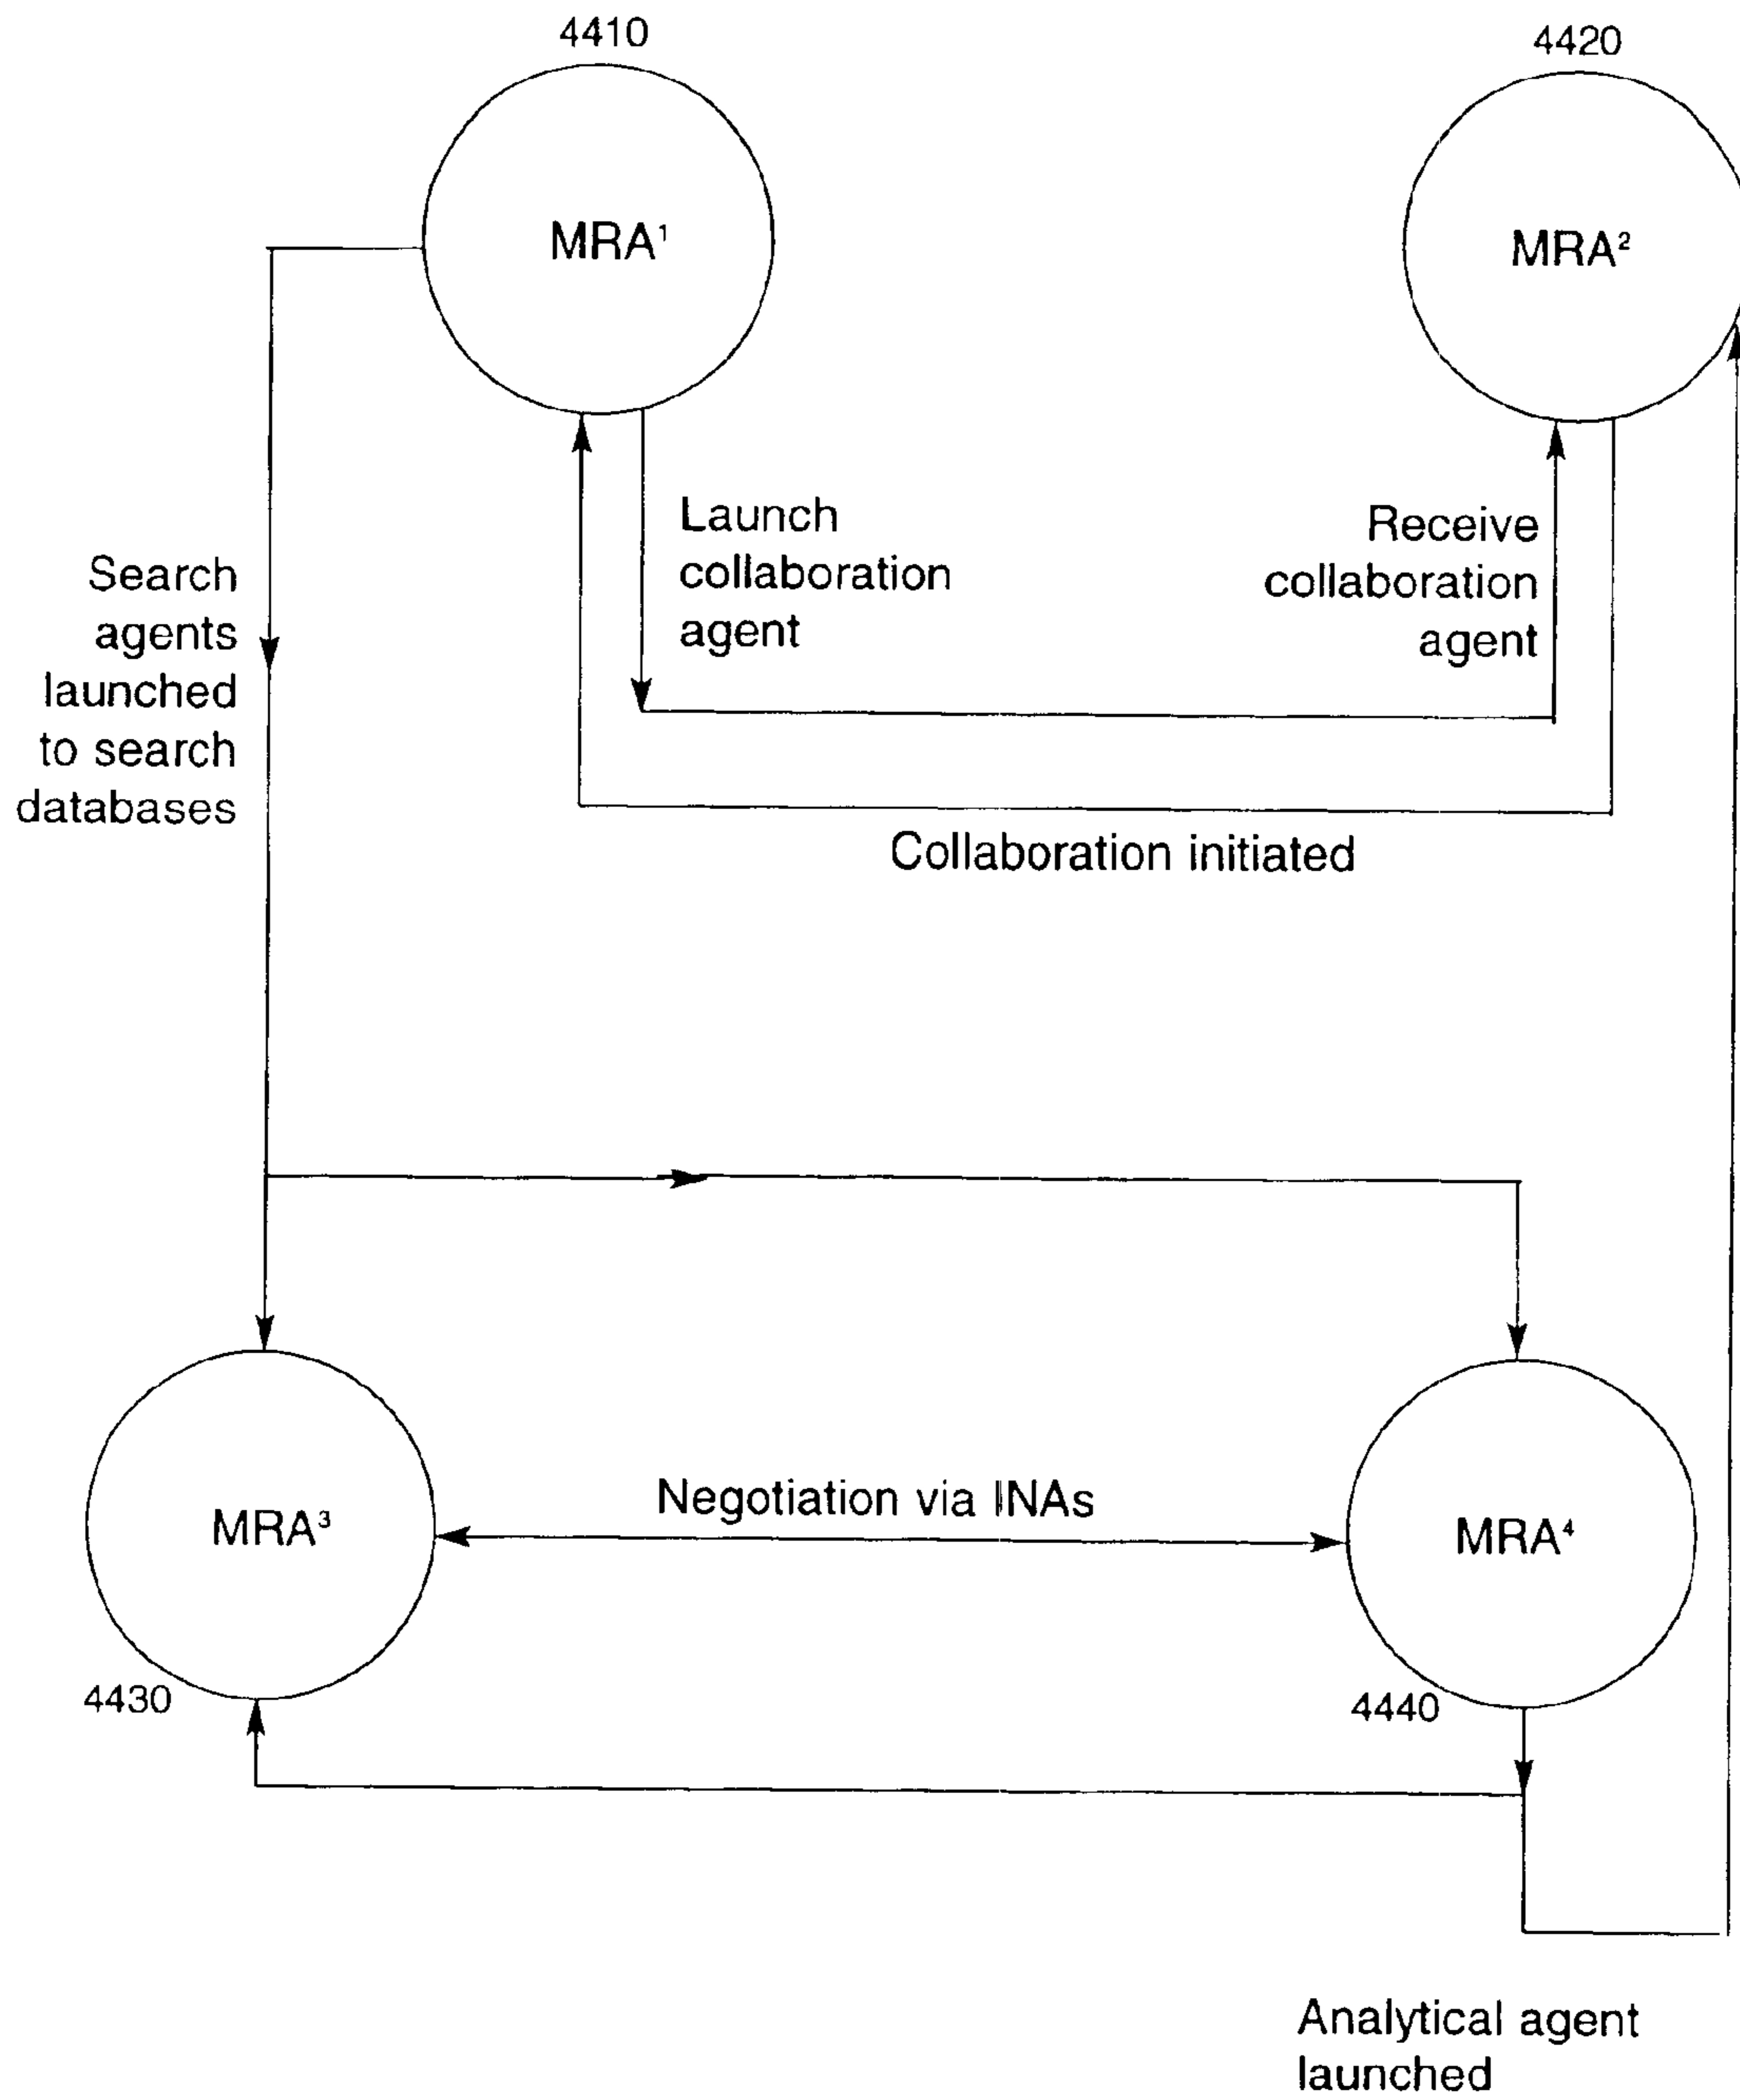 4410
4420
MRA¹
MRA²
Launch
collaboration
agent
Receive
collaboration
agent
Search
agents
launched
to search
databases
Collaboration initiated
Negotiation via INAs
MRA³
MRA⁴
4430
4440
Analytical agent
launched